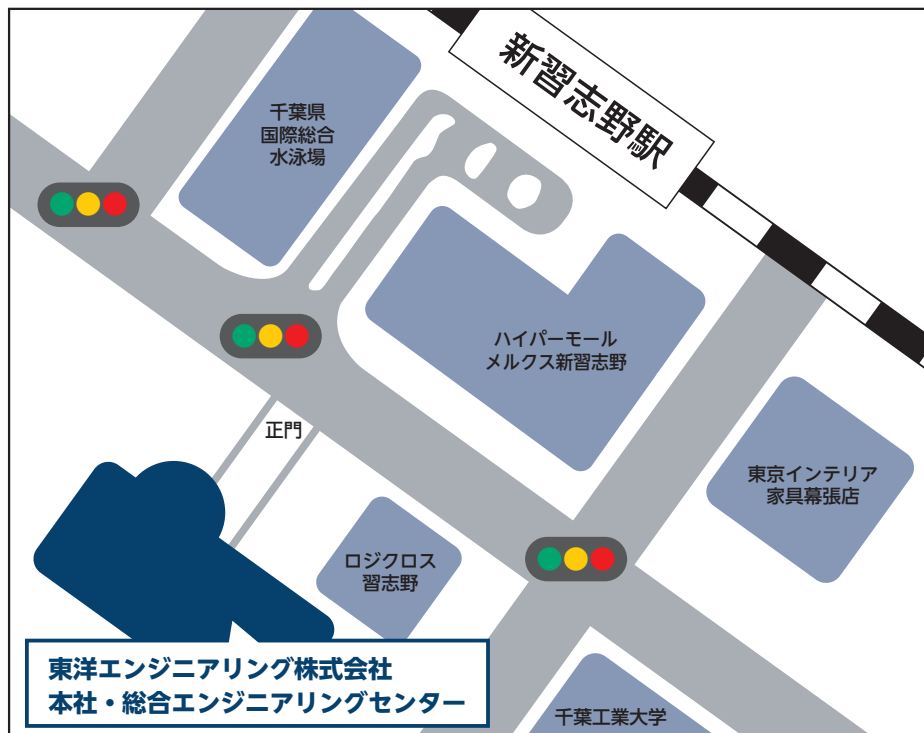 新習志野駅
千葉県
国際総合
水泳場
ハイパーモール
メルクス新習志野
正門
東京インテリア
家具幕張店
ロジクロス
習志野
東洋エンジニアリング株式会社
本社・総合エンジニアリングセンター
千葉工業大学